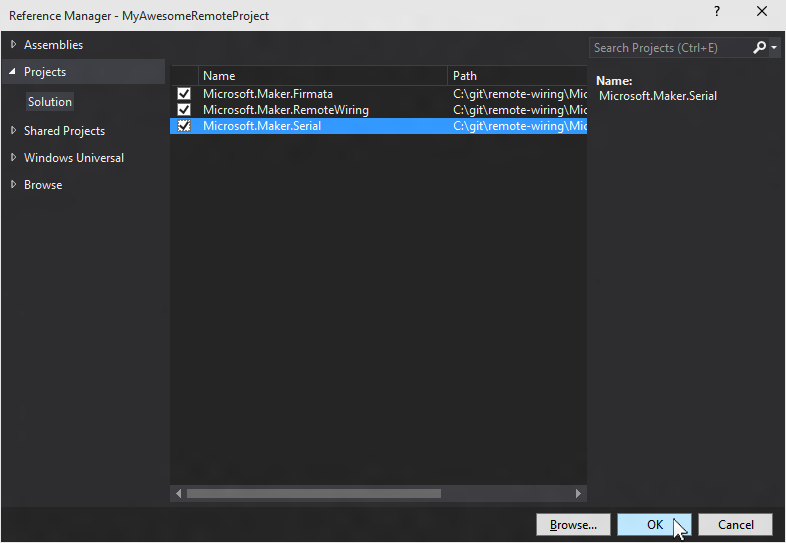 Reference Manager - MyAwesomeRemoteProject
?
Assemblies
Projects
Solution
Shared Projects
Windows Universal
Browse
Name Path
Microsoft.Maker.Firmata C:\git\remote-wiring\Mic
Microsoft.Maker.RemoteWiring C:\git\remote-wiring\Mic
Microsoft.Maker.Serial C:\git\remote-wiring\Mic
Search Projects (Ctrl+E)
Name:
Microsoft.Maker.Serial
Browse... OK Cancel